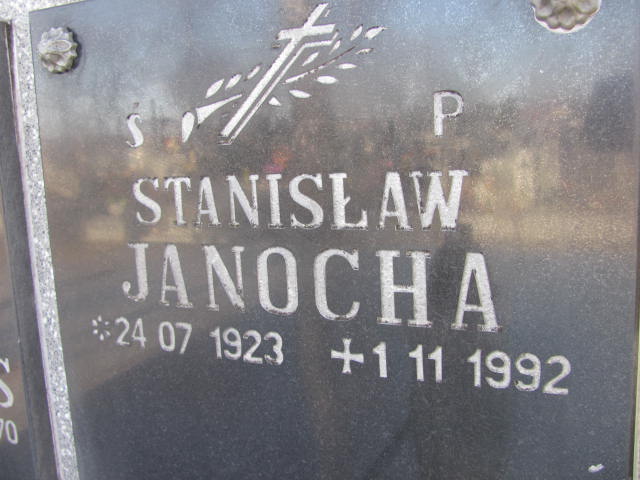 Ś P
STANISŁAW
JANOCHA
*24 07 1923 +1 11 1992